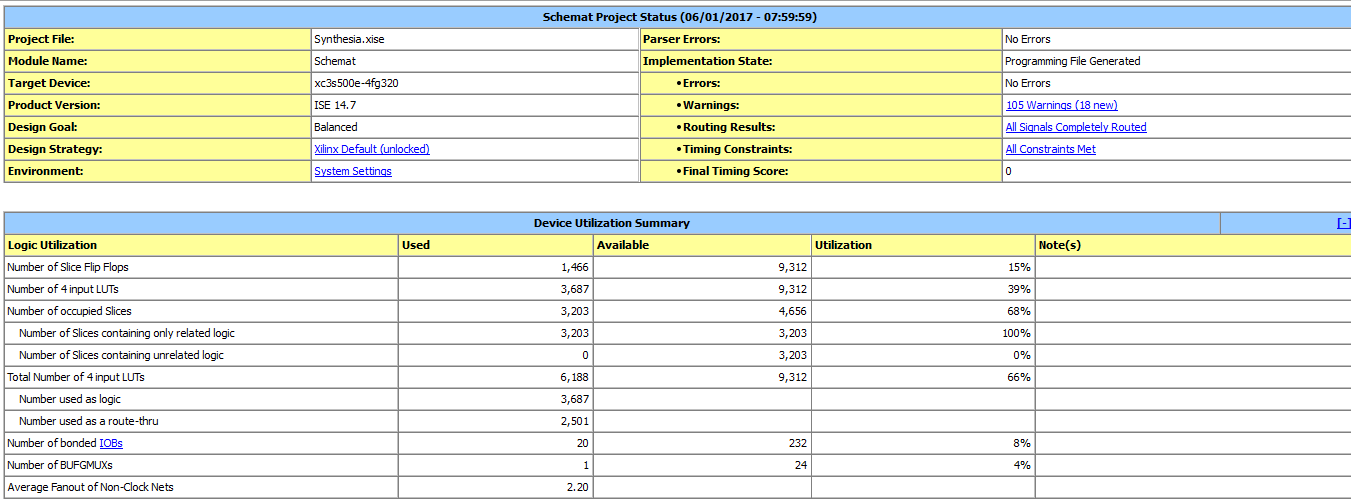 Schemat Project Status (06/01/2017 - 07:59:59)
Project File: Synthesia.xise Parser Errors: No Errors
Module Name: Schemat Implementation State: Programming File Generated
Target Device: xc3s500e-4fg320 •Errors: No Errors
Product Version: ISE 14.7 •Warnings: 105 Warnings (18 new)
Design Goal: Balanced •Routing Results: All Signals Completely Routed
Design Strategy: Xilinx Default (unlocked) •Timing Constraints: All Constraints Met
Environment: System Settings •Final Timing Score: 0
Device Utilization Summary [-]
Logic Utilization Used Available Utilization Note(s)
Number of Slice Flip Flops 1,466 9,312 15%
Number of 4 input LUTs 3,687 9,312 39%
Number of occupied Slices 3,203 4,656 68%
Number of Slices containing only related logic 3,203 3,203 100%
Number of Slices containing unrelated logic 0 3,203 0%
Total Number of 4 input LUTs 6,188 9,312 66%
Number used as logic 3,687
Number used as a route-thru 2,501
Number of bonded IOBs 20 232 8%
Number of BUFGMUXs 1 24 4%
Average Fanout of Non-Clock Nets 2.20